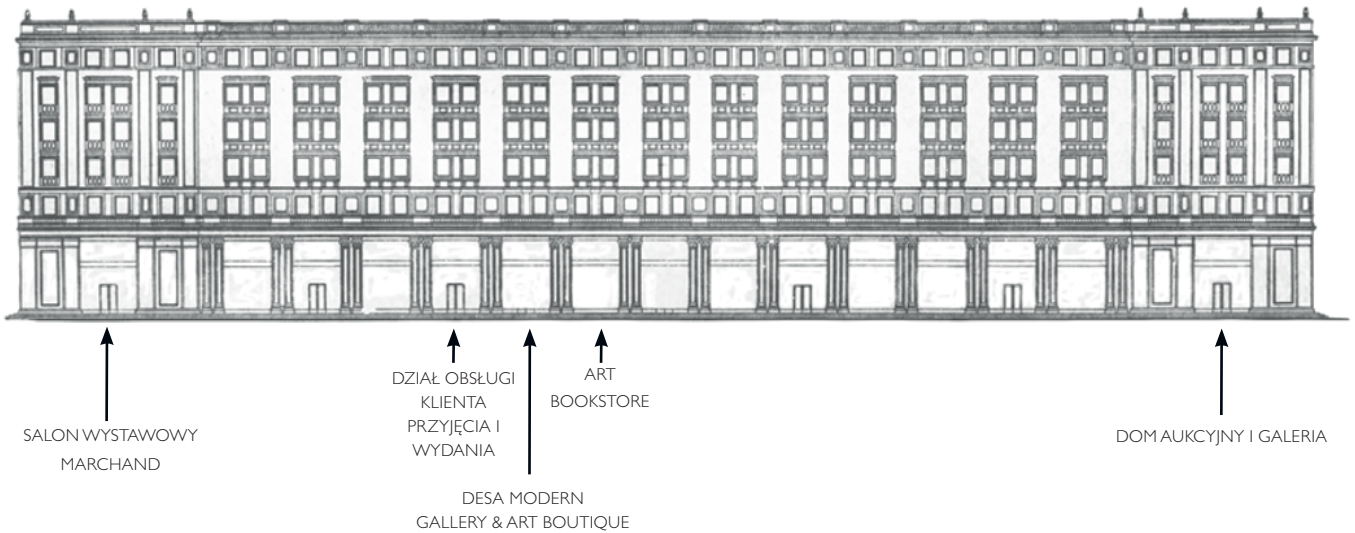 SALON WYSTAWOWY
MARCHAND
DZIAŁ OBSŁUGI
KLIENTA
PRZYJĘCIA I
WYDANIA
DESA MODERN
GALLERY & ART BOUTIQUE
ART
BOOKSTORE
DOM AUKCYJNY I GALERIA